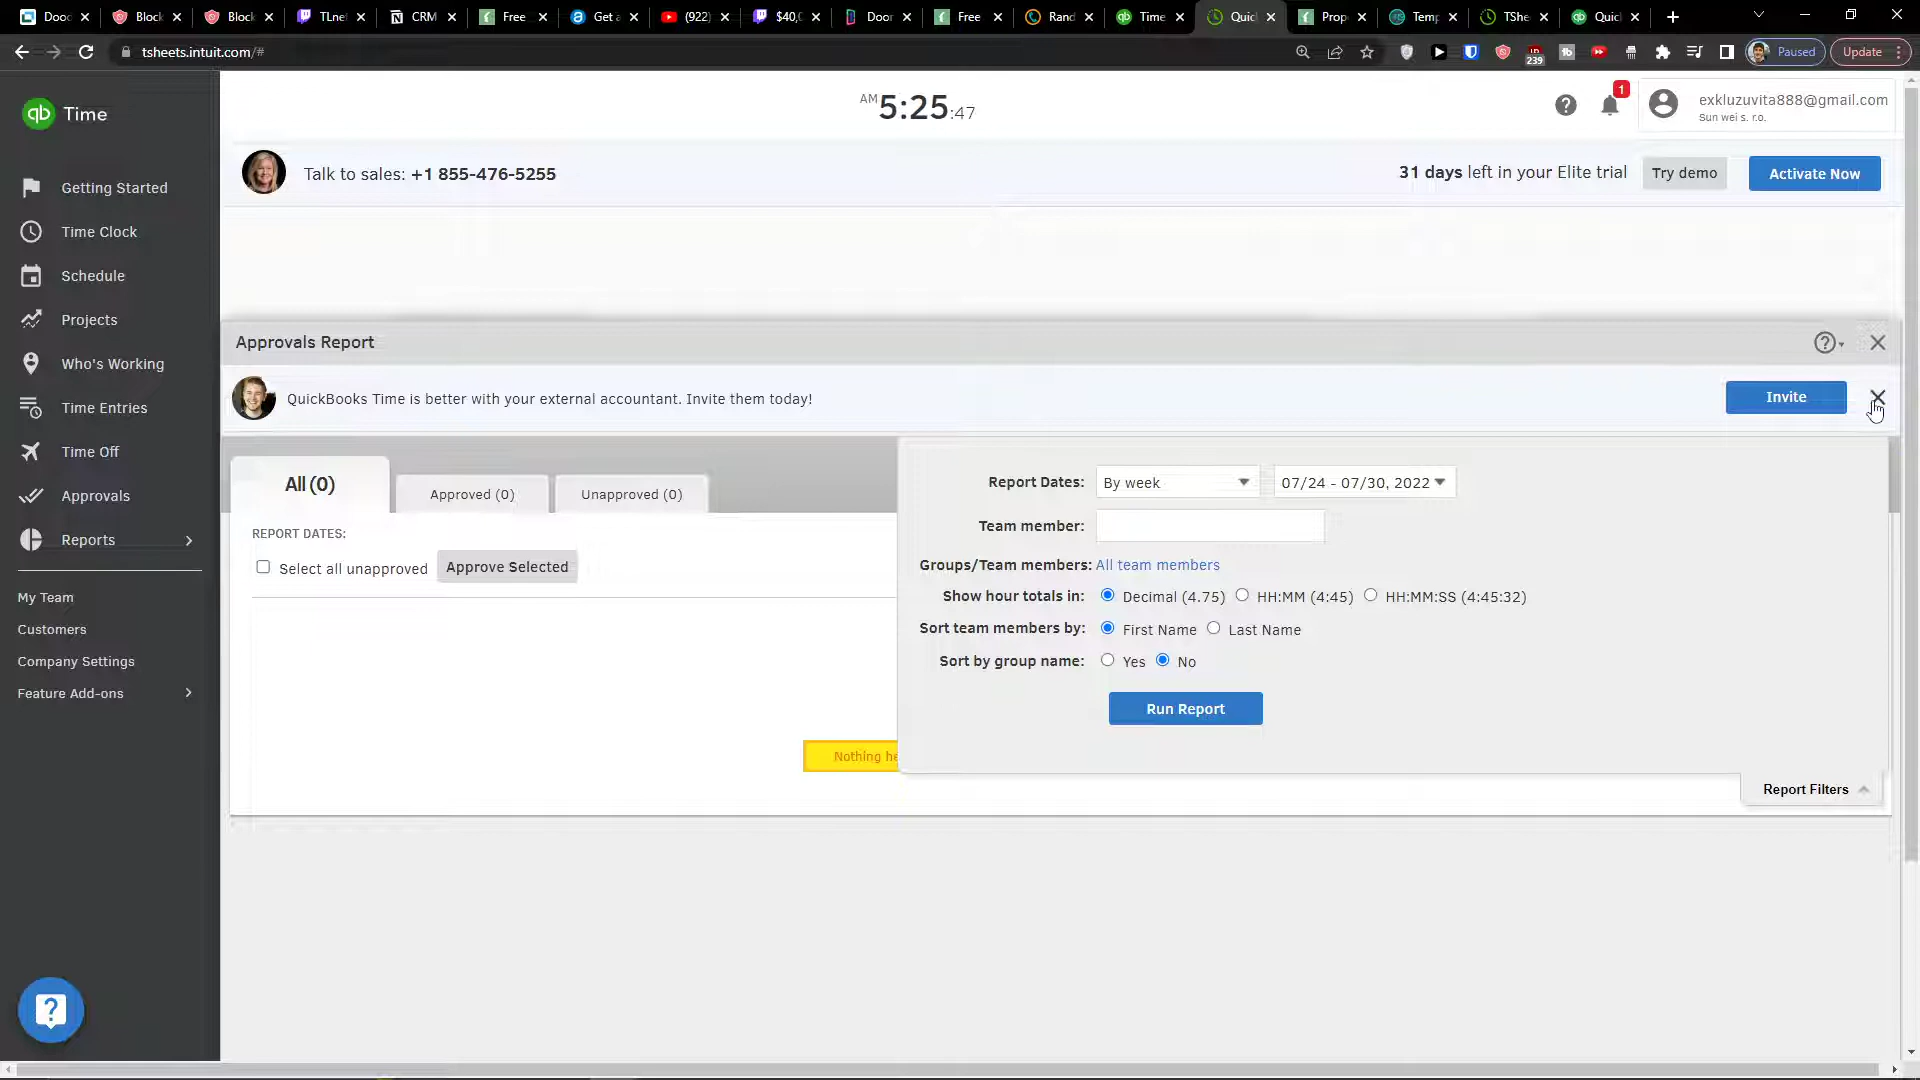 Dood
Block
Block
TLne
CRM
Free
Get a
(922)
$40,0
Door
Free
Rand
Time
Quic
Prop
Temp
TShe
Quic
tsheets.intuit.com/#
239
Paused
Update
qb Time
AM 5:25:47
1
exkluzuvita888@gmail.com
Sun wei s. r.o.
Talk to sales: +1 855-476-5255
31 days left in your Elite trial
Try demo
Activate Now
Getting Started
Time Clock
Schedule
Projects
Who's Working
Time Entries
Time Off
Approvals
Reports
My Team
Customers
Company Settings
Feature Add-ons
Approvals Report
QuickBooks Time is better with your external accountant. Invite them today!
Invite
All (0)
Approved (0)
Unapproved (0)
REPORT DATES:
Select all unapproved
Approve Selected
Nothing he
Report Dates: By week 07/24 - 07/30, 2022
Team member:
Groups/Team members: All team members
Show hour totals in: Decimal (4.75) HH:MM (4:45) HH:MM:SS (4:45:32)
Sort team members by: First Name Last Name
Sort by group name: Yes No
Run Report
Report Filters